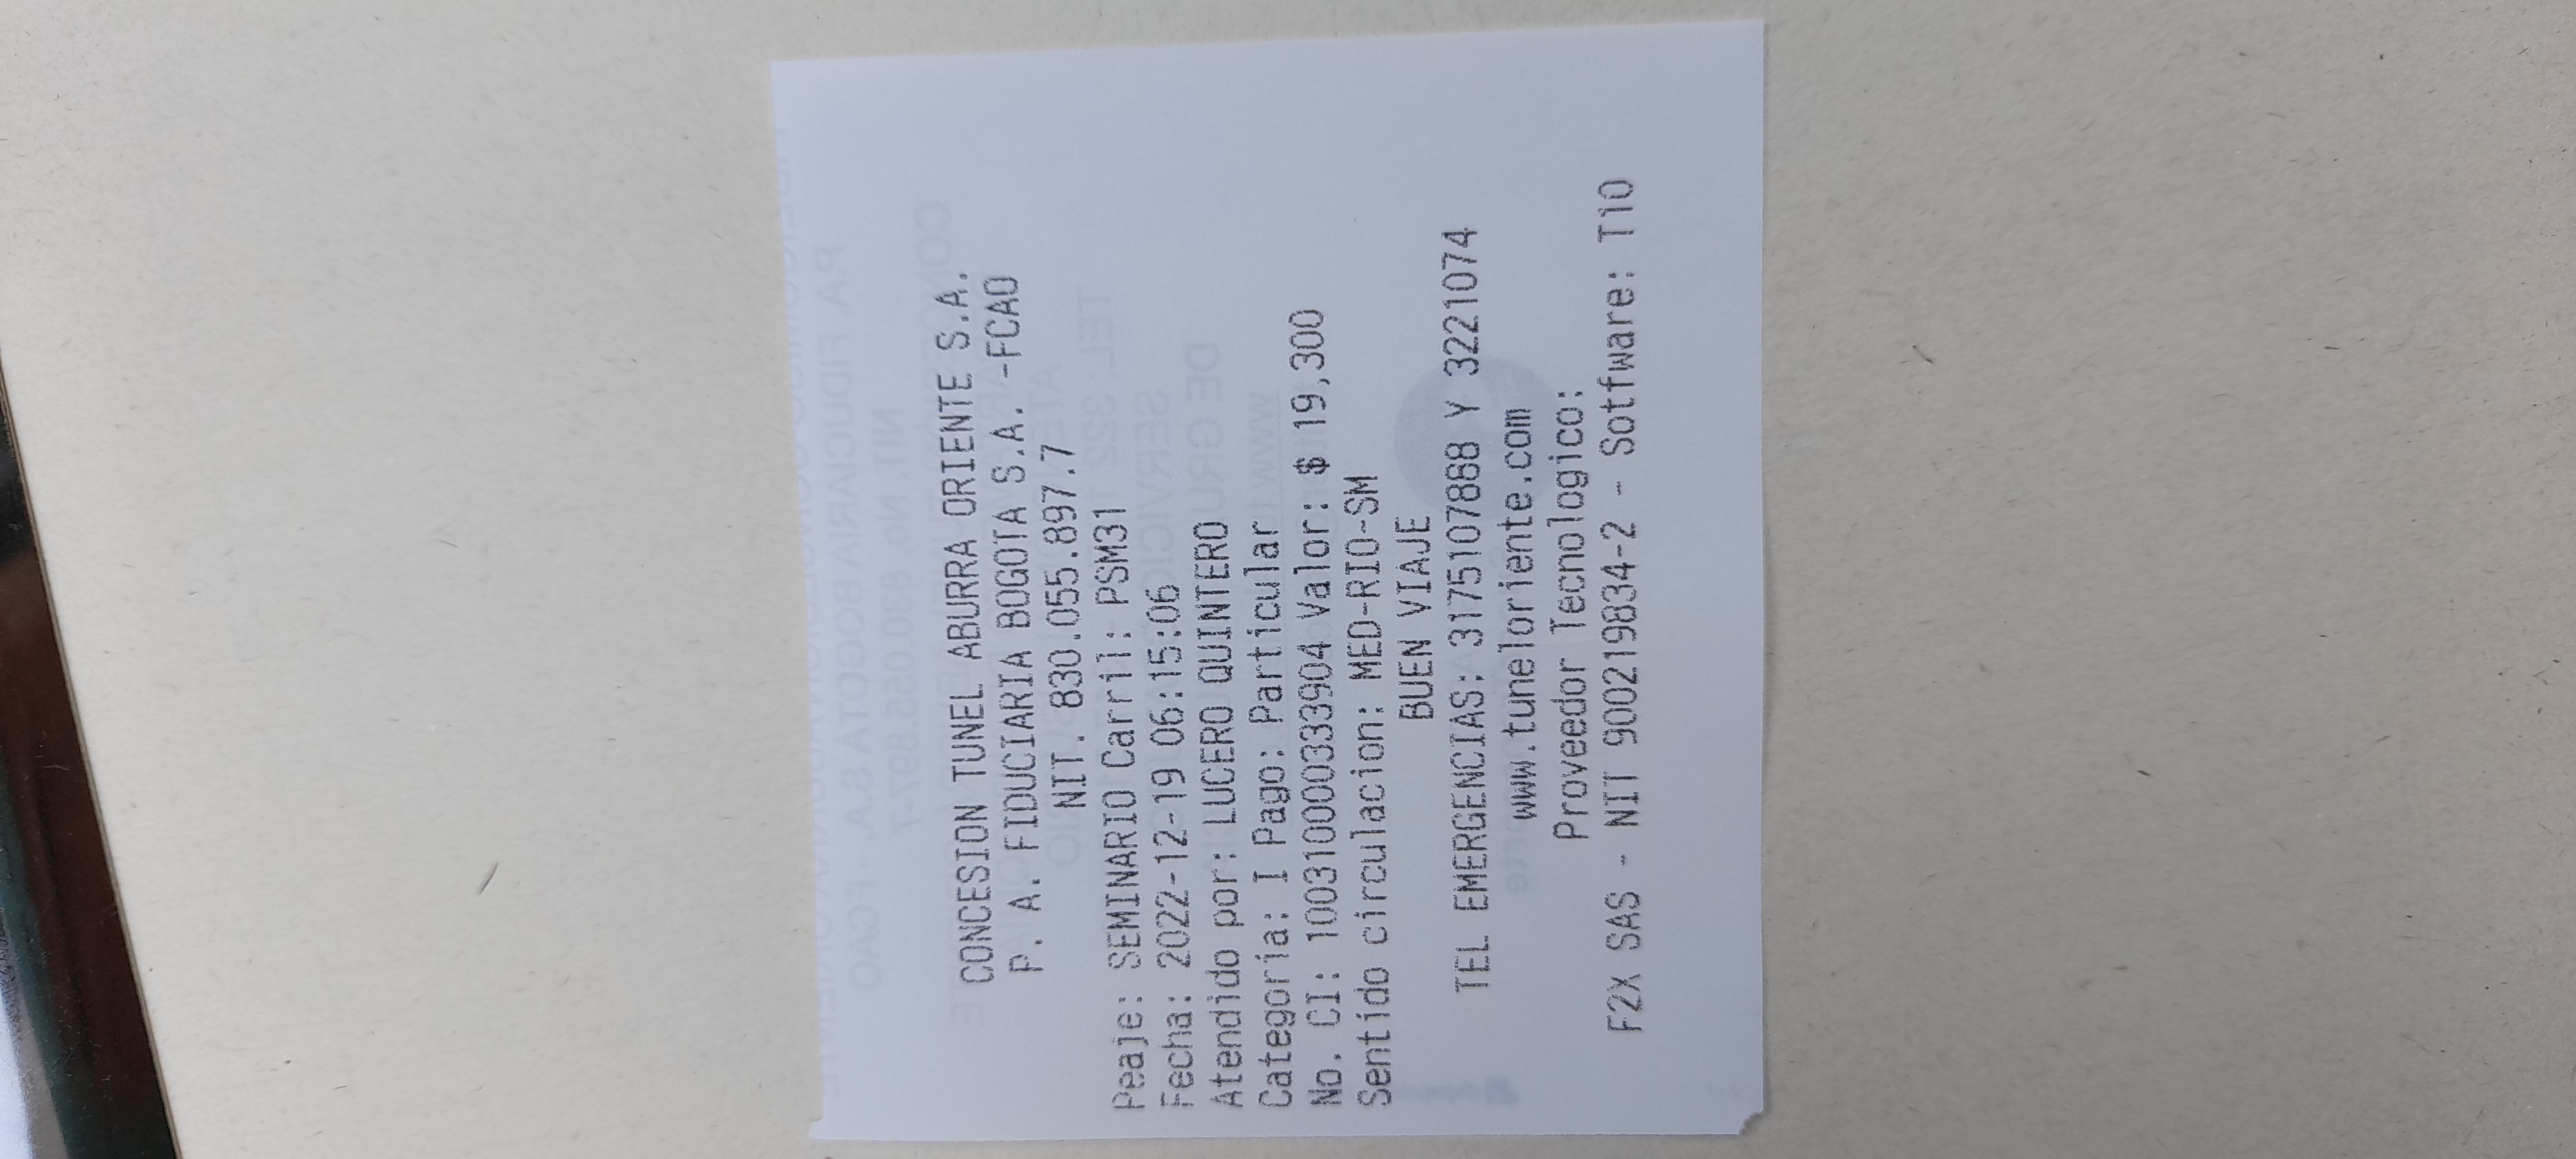 CONCESION TUNEL ABURRA ORIENTE S.A.
P. A. FIDUCIARIA BOGOTA S.A. -FCAO
NIT. 830.055.897.7
Peaje: SEMINARIO Carril: PSM31
Fecha: 2022-12-19 06:15:06
Atendido por: LUCERO QUINTERO
Categoría: I Pago: Particular
No. CI: 1003100033904 Valor: $ 19,300
Sentido circulacion: MED-RIO-SM
BUEN VIAJE
TEL EMERGENCIAS: 3175107888 Y 3221074
www.tuneloriente.com
Proveedor Tecnologico:
F2X SAS - NIT 900219834-2 - Sotfware: T10